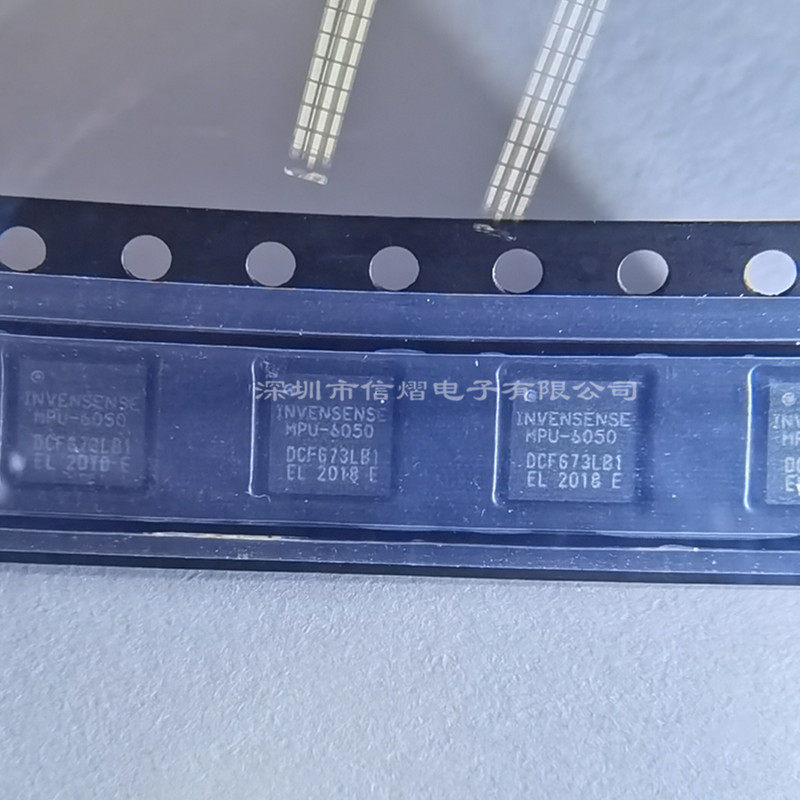 深圳市信熠电子有限公司
INVENSENSE
MPU-6050
DCF673LB1
EL 2018 E
INVENSENSE
MPU-6050
DCF673LB1
EL 2018 E
INVENSENSE
MPU-6050
DCF673LB1
EL 2018 E